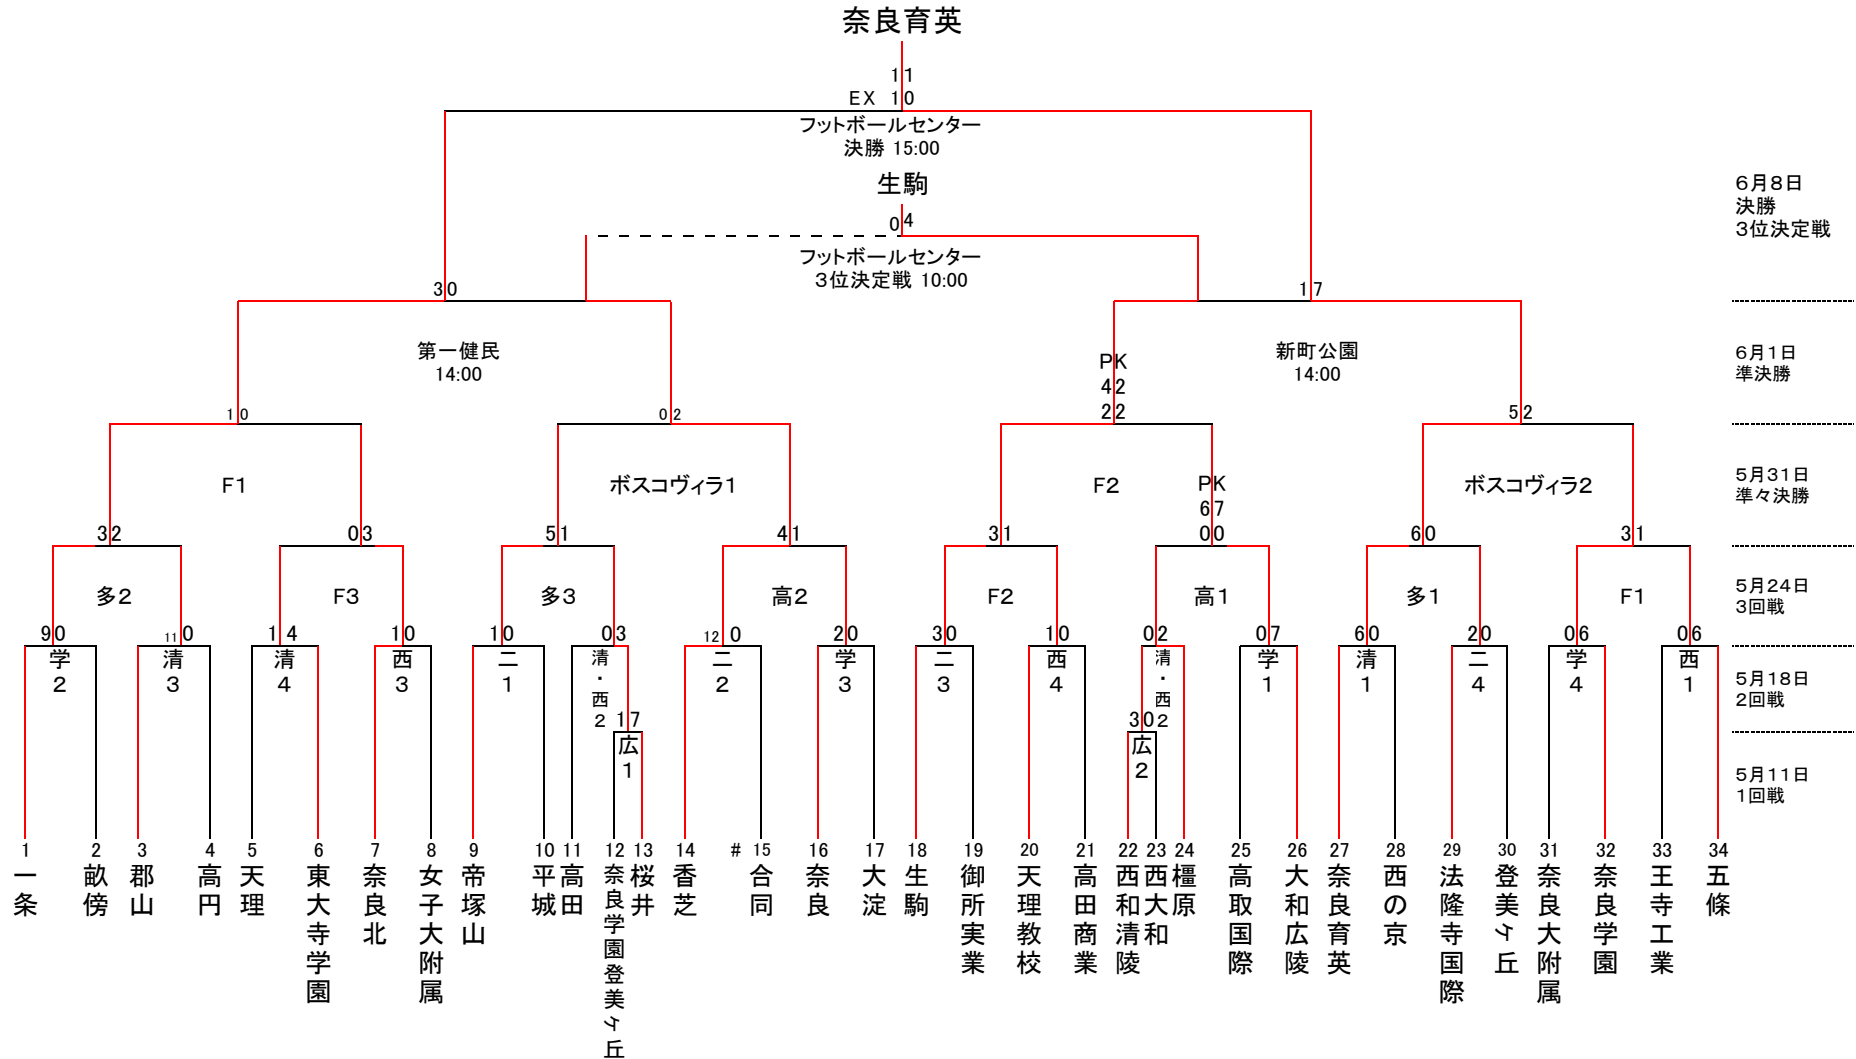 奈良育英
1 1
EX 1 0
フットボールセンター
決勝 15:00
生駒
0 4
フットボールセンター
3位決定戦 10:00
6月8日
決勝
3位決定戦
3 0
1 7
第一健民
14:00
新町公園
14:00
PK
4 2
2 2
6月1日
準決勝
1 0
0 2
5 2
F1
ボスコヴィラ1
F2
PK
6 7
0 0
ボスコヴィラ2
5月31日
準々決勝
3 2
0 3
5 1
4 1
3 1
6 0
3 1
多2
F3
多3
高2
F2
高1
多1
F1
5月24日
3回戦
9 0
11 0
1 4
1 0
1 0
0 3
12 0
2 0
3 0
1 0
0 2
0 7
6 0
2 0
0 6
0 6
学2
清3
清4
西3
二1
清・西2
二2
学3
二3
西4
清・西2
学1
清1
二4
学4
西1
5月18日
2回戦
1 7
広1
3 0
広2
5月11日
1回戦
1 一条
2 畝傍
3 郡山
4 高円
5 天理
6 東大寺学園
7 奈良北
8 女子大附属
9 帝塚山
10 平城
11 高田
12 奈良学園登美ヶ丘
13 桜井
14 香芝
# 15 合同
16 奈良
17 大淀
18 生駒
19 御所実業
20 天理教校
21 高田商業
22 西和清陵
23 西大和
24 橿原
25 高取国際
26 大和広陵
27 奈良育英
28 西の京
29 法隆寺国際
30 登美ヶ丘
31 奈良大附属
32 奈良学園
33 王寺工業
34 五條